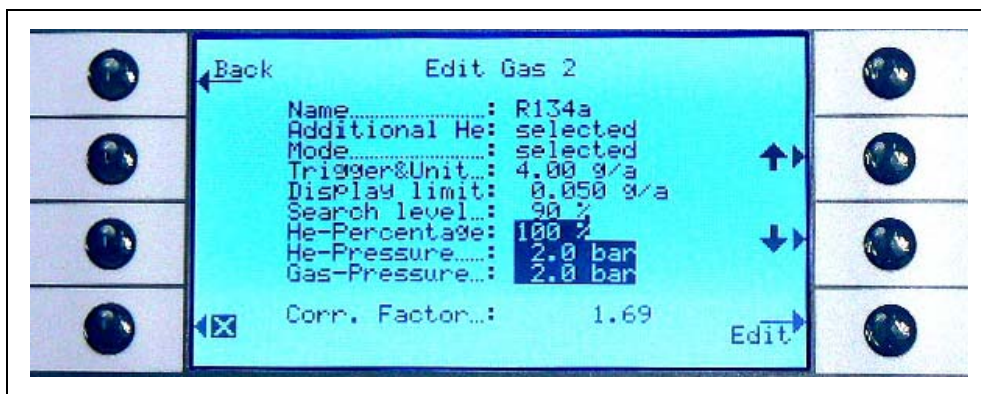 Back
Edit Gas 2
Name.......: R134a
Additional He: selected
Mode.......: selected
Trigger&Unit..: 4.00 g/a
Display limit: 0.050 g/a
Search level..: 90 %
He-Percentage: 100 %
He-Pressure....: 2.0 bar
Gas-Pressure..: 2.0 bar
Corr. Factor..: 1.69
Edit